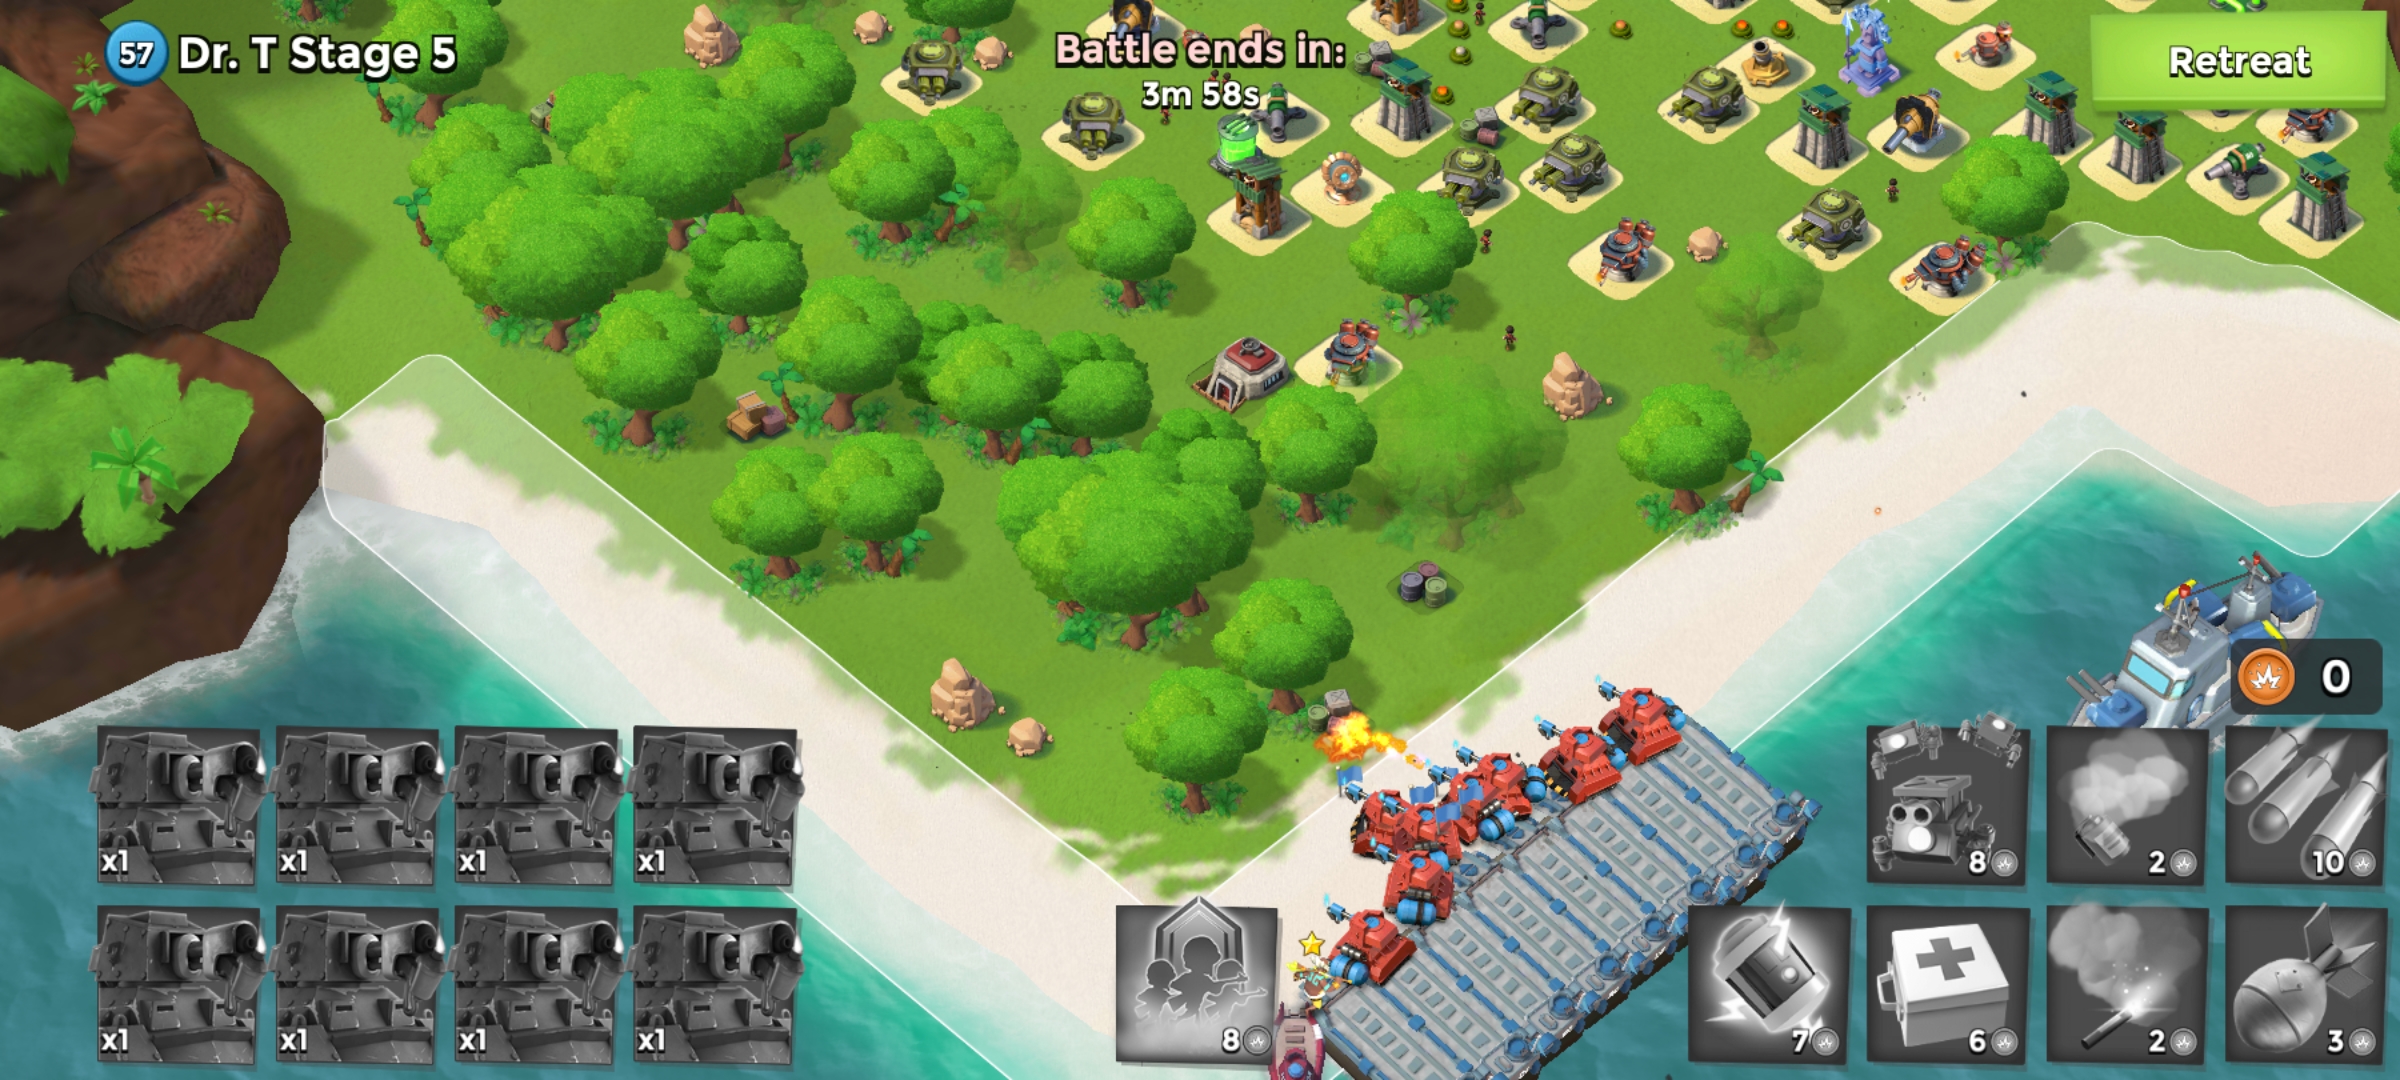 57 Dr. T Stage 5
Battle ends in:
3m 58s
Retreat
0
x1 x1 x1 x1
8 2 10
x1 x1 x1 x1
8 7 6 2 3